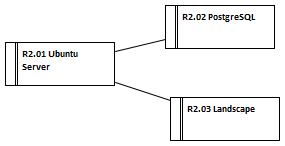 R2.02 PostgreSQL
R2.01 Ubuntu
Server
R2.03 Landscape